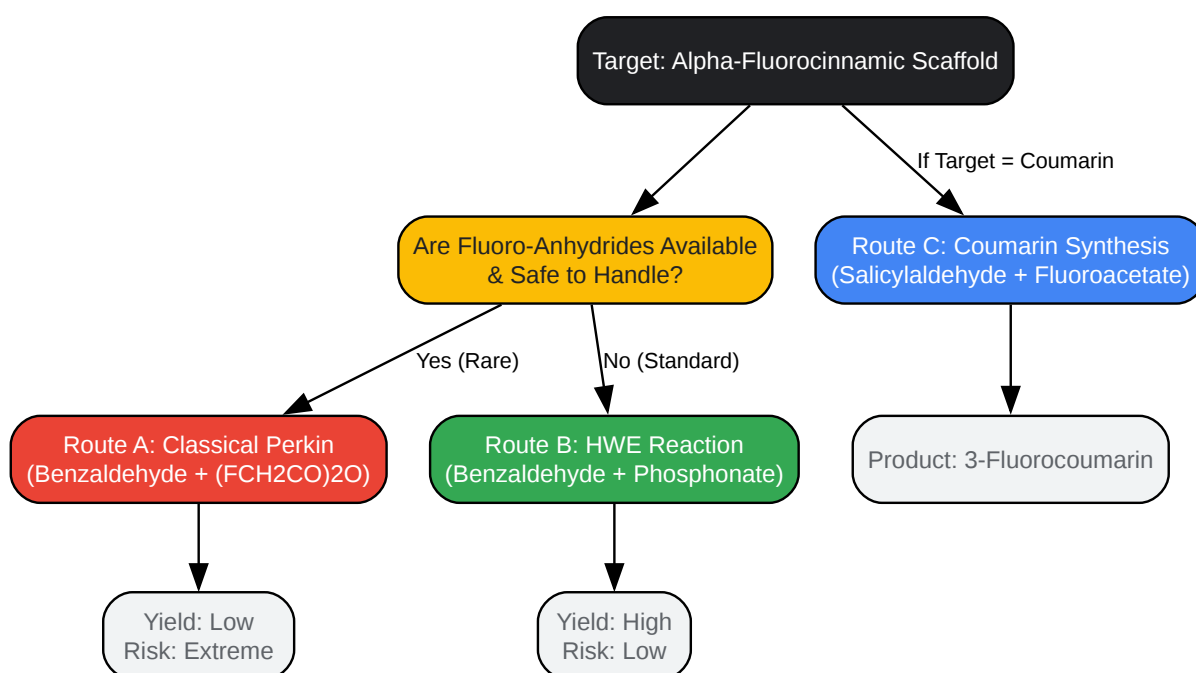 Target: Alpha-Fluorocinnamic Scaffold
If Target = Coumarin
Are Fluoro-Anhydrides Available
& Safe to Handle?
Route C: Coumarin Synthesis
(Salicylaldehyde + Fluoroacetate)
Yes (Rare)
No (Standard)
Route A: Classical Perkin
(Benzaldehyde + (FCH2CO)2O)
Route B: HWE Reaction
(Benzaldehyde + Phosphonate)
Product: 3-Fluorocoumarin
Yield: Low
Risk: Extreme
Yield: High
Risk: Low